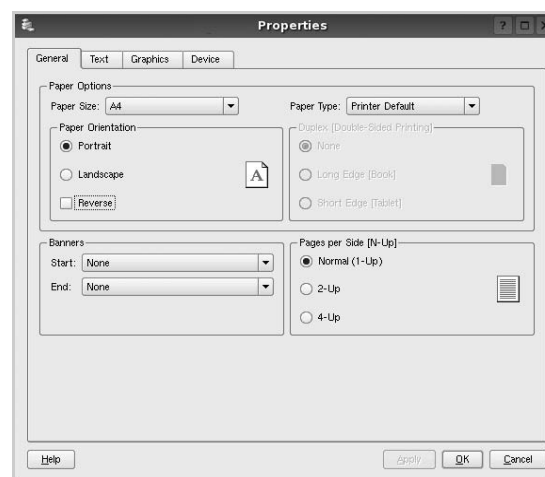 Properties
General Text Graphics Device
Paper Options
Paper Size: A4 Paper Type: Printer Default
Paper Orientation
Portrait
Landscape
Reverse
A
Duplex [Double-Sided Printing]
None
Long Edge [Book]
Short Edge [Tablet]
Banners
Start: None
End: None
Pages per Side [N-Up]
Normal (1-Up)
2-Up
4-Up
Help Apply OK Cancel